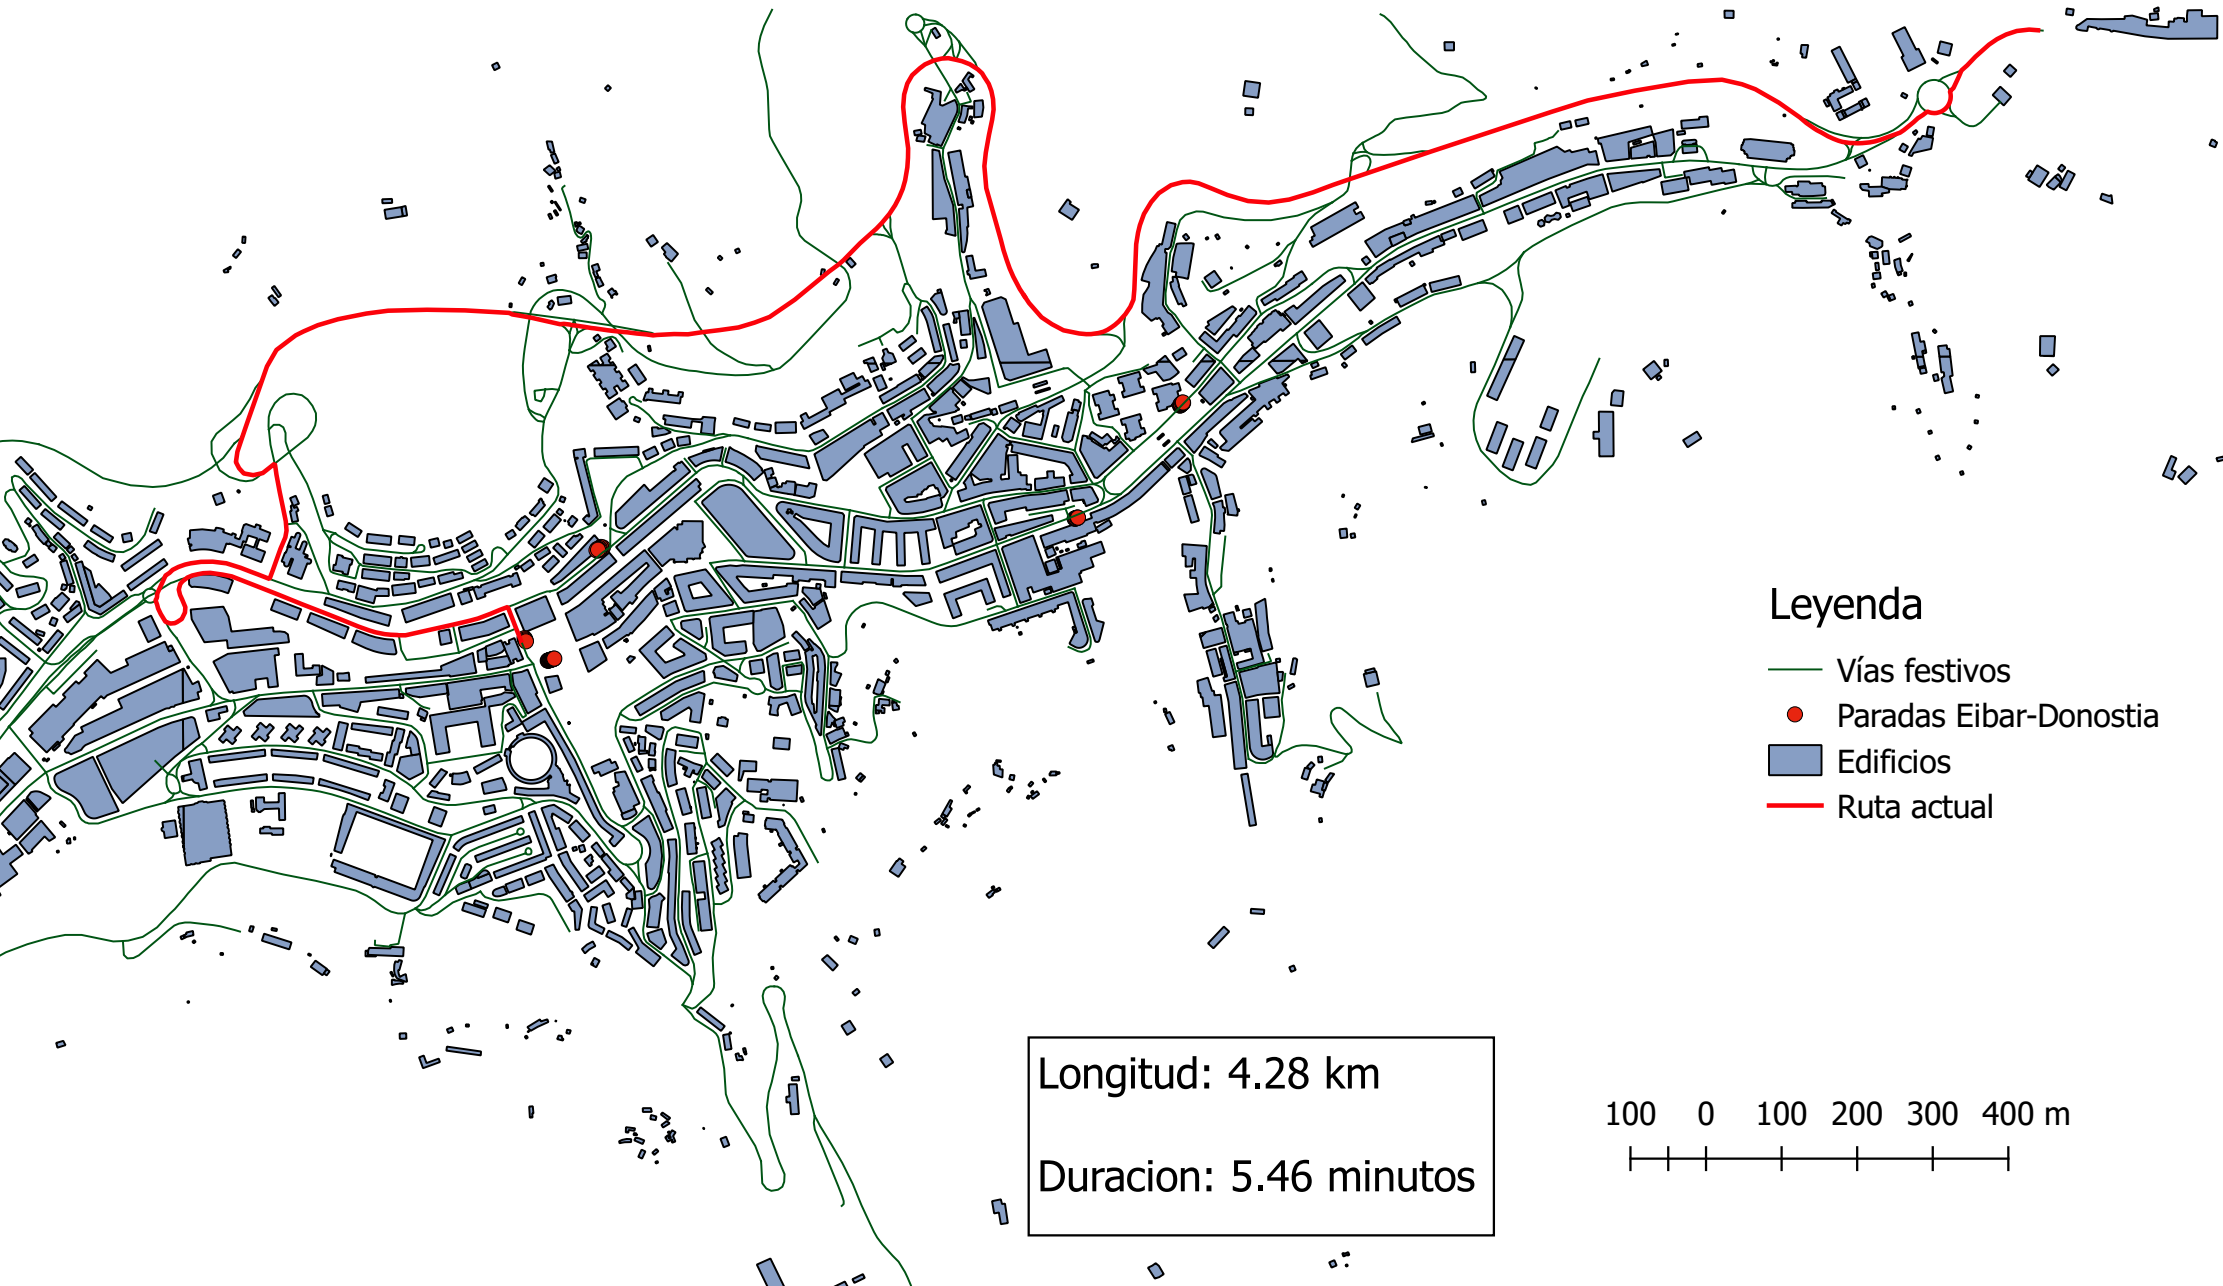 Leyenda
Vías festivos
Paradas Eibar-Donostia
Edificios
Ruta actual
Longitud: 4.28 km
Duracion: 5.46 minutos
100 0 100 200 300 400 m